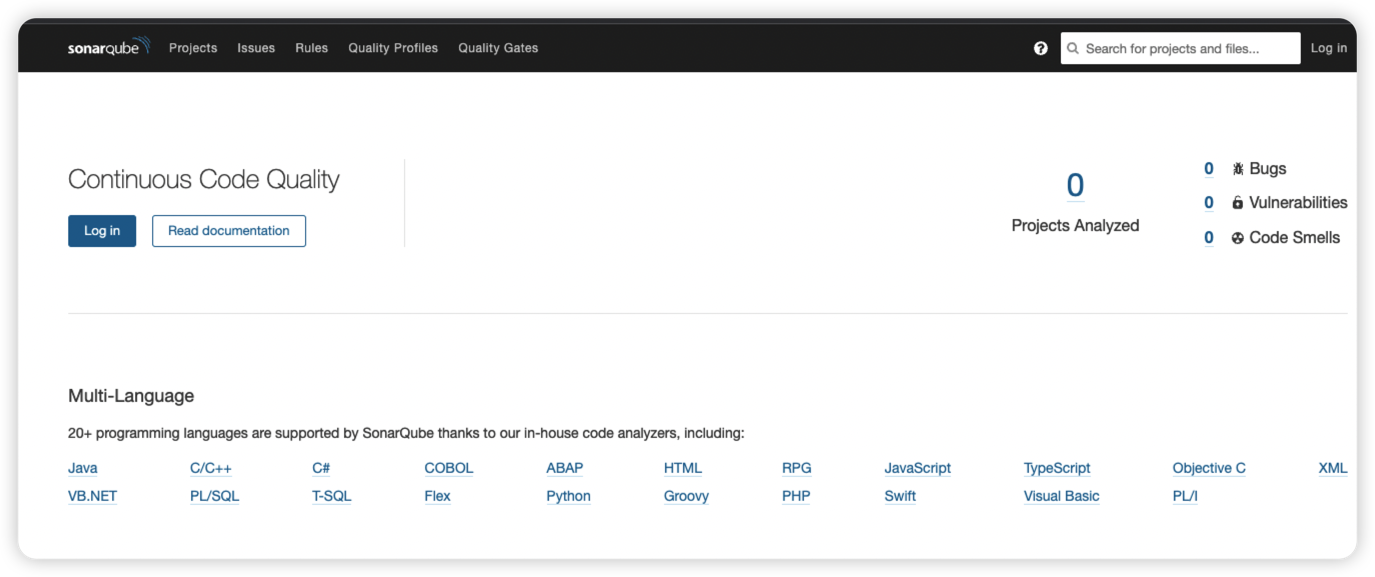 sonarqube Projects Issues Rules Quality Profiles Quality Gates ? Search for projects and files... Log in
Continuous Code Quality
Log in Read documentation
0
Projects Analyzed
0 Bugs
0 Vulnerabilities
0 Code Smells
Multi-Language
20+ programming languages are supported by SonarQube thanks to our in-house code analyzers, including:
Java C/C++ C# COBOL ABAP HTML RPG JavaScript TypeScript Objective C XML
VB.NET PL/SQL T-SQL Flex Python Groovy PHP Swift Visual Basic PL/I